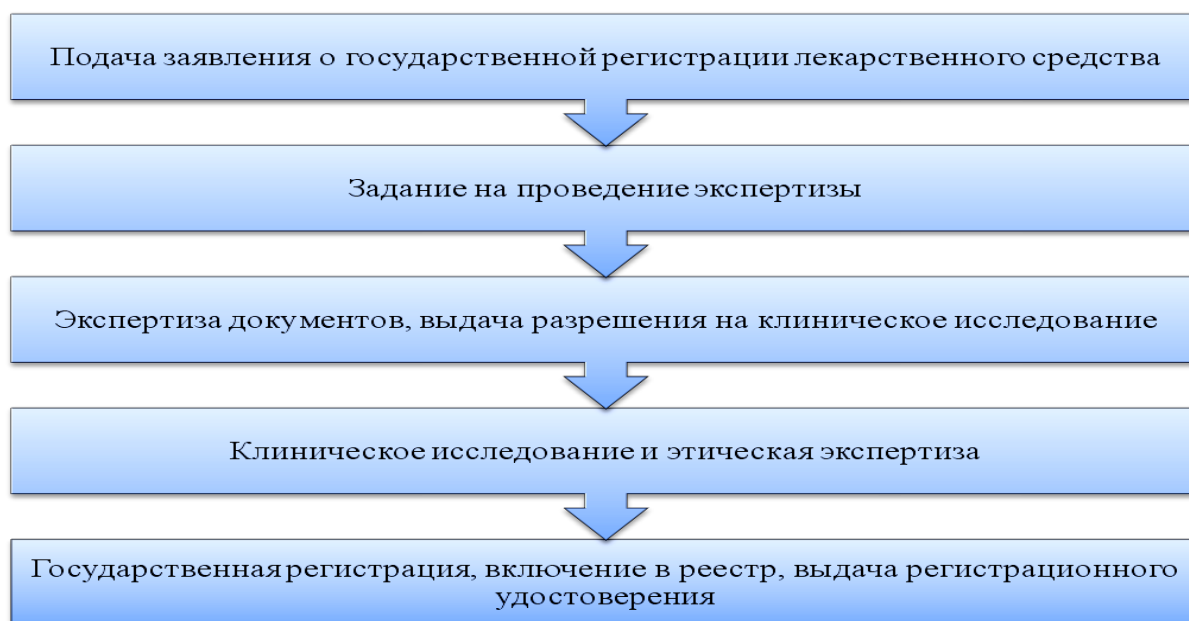 Подача заявления о государственной регистрации лекарственного средства
Задание на проведение экспертизы
Экспертиза документов, выдача разрешения на клиническое исследование
Клиническое исследование и этическая экспертиза
Государственная регистрация, включение в реестр, выдача регистрационного
удостоверения